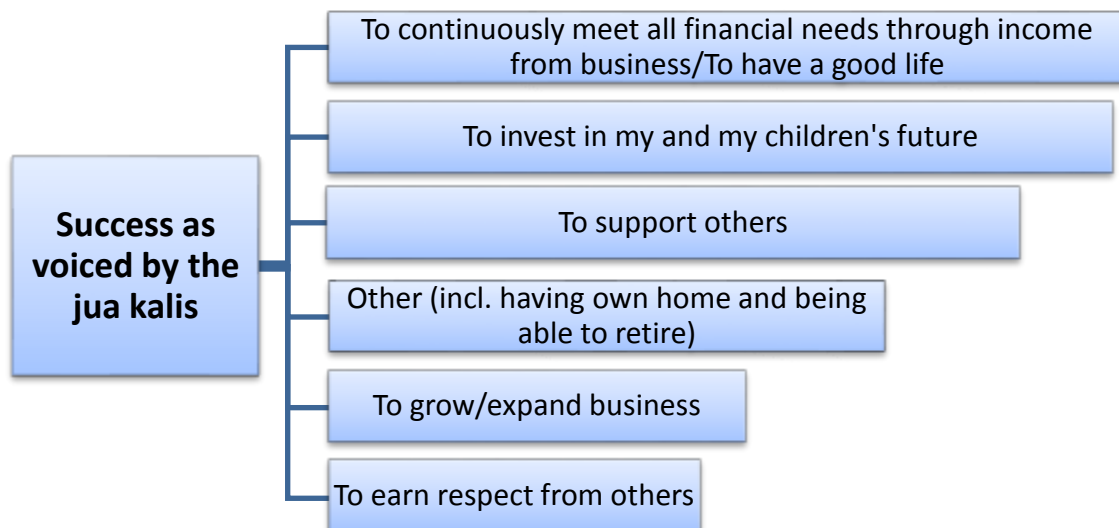 To continuously meet all financial needs through income
from business/To have a good life
To invest in my and my children's future
Success as
voiced by the
jua kalis
To support others
Other (incl. having own home and being
able to retire)
To grow/expand business
To earn respect from others